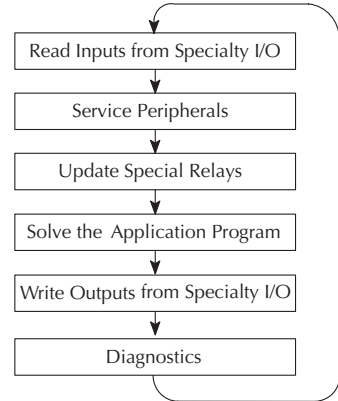 Read Inputs from Specialty I/O
Service Peripherals
Update Special Relays
Solve the Application Program
Write Outputs from Specialty I/O
Diagnostics